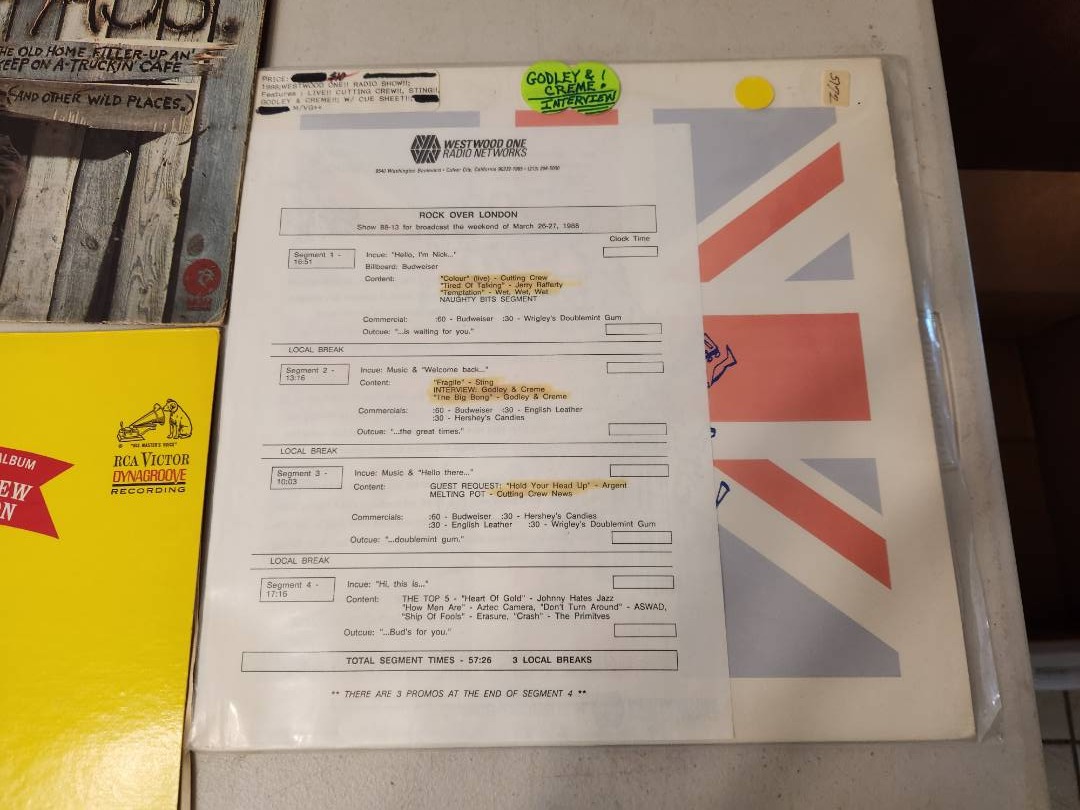 THE OLD HOME FILLER-UP AN'
KEEP ON A-TRUCKIN' CAFE
(AND OTHER WILD PLACES.)
ALBUM
"HIS MASTER'S VOICE"
RCA VICTOR
DYNAGROOVE
RECORDING
PRICE:
1988 WESTWOOD ONE!! RADIO SHOW!!:
Features : LIVE!! CUTTING CREW!!, STING!!,
GODLEY & CREME!!; W/ CUE SHEET!!
M/VG++
GODLEY &!
CREME!
INTERVIEW
WESTWOOD ONE
RADIO NETWORKS
ROCK OVER LONDON
Show 88-13 for broadcast the weekend of March 26-27, 1988
Clock Time
Segment 1 -
16:51
Incue: "Hello, I'm Nick..."
Billboard: Budweiser
Content: "Colour" (live) - Cutting Crew
"Tired Of Talking" - Jerry Rafferty
"Temptation" - Wet, Wet, Wet
NAUGHTY BITS SEGMENT
Commercial: :60 - Budweiser :30 - Wrigley's Doublemint Gum
Outcue: "...is waiting for you."
LOCAL BREAK
Segment 2 -
13:16
Incue: Music & "Welcome back..."
Content: "Fragile" - Sting
INTERVIEW: Godley & Creme
"The Big Bong" - Godley & Creme
Commercials: :60 - Budweiser :30 - English Leather
:30 - Hershey's Candies
Outcue: "...the great times."
LOCAL BREAK
Segment 3 -
10:03
Incue: Music & "Hello there..."
Content: GUEST REQUEST: "Hold Your Head Up" - Argent
MELTING POT - Cutting Crew News
Commercials: :60 - Budweiser :30 - Hershey's Candies
:30 - English Leather :30 - Wrigley's Doublemint Gum
Outcue: "...doublemint gum."
LOCAL BREAK
Segment 4 -
17:16
Incue: "Hi, this is..."
Content: THE TOP 5 - "Heart Of Gold" - Johnny Hates Jazz
"How Men Are" - Aztec Camera, "Don't Turn Around" - ASWAD,
"Ship Of Fools" - Erasure, "Crash" - The Primitves
Outcue: "...Bud's for you."
TOTAL SEGMENT TIMES - 57:26 3 LOCAL BREAKS
** THERE ARE 3 PROMOS AT THE END OF SEGMENT 4 **